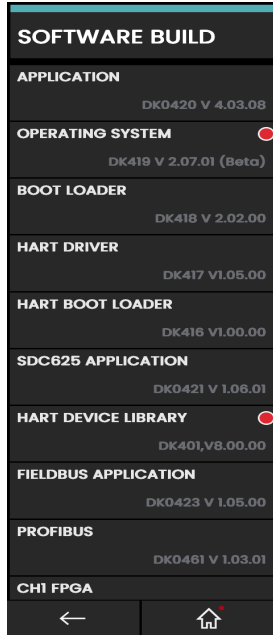 SOFTWARE BUILD
APPLICATION
DK0420 V 4.03.08
OPERATING SYSTEM
DK419 V 2.07.01 (Beta)
BOOT LOADER
DK418 V 2.02.00
HART DRIVER
DK417 V1.05.00
HART BOOT LOADER
DK416 V1.00.00
SDC625 APPLICATION
DK0421 V 1.06.01
HART DEVICE LIBRARY
DK401,V8.00.00
FIELDBUS APPLICATION
DK0423 V 1.05.00
PROFIBUS
DK0461 V 1.03.01
CH1 FPGA